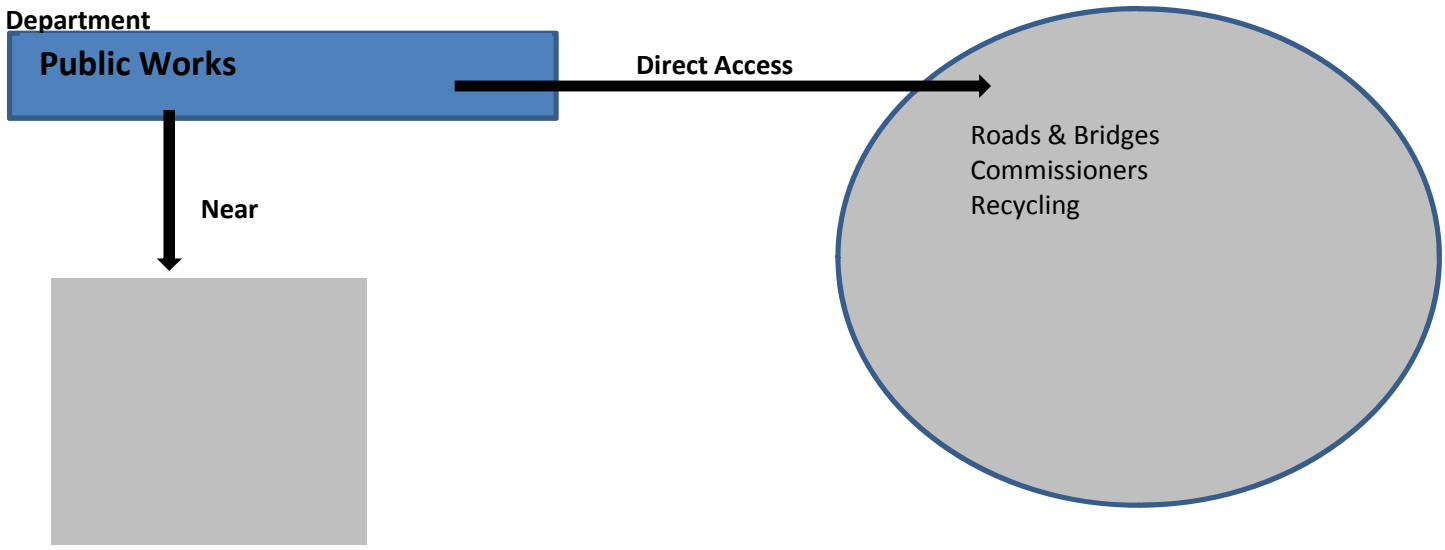 Department
Public Works
Direct Access
Roads & Bridges
Commissioners
Recycling
Near